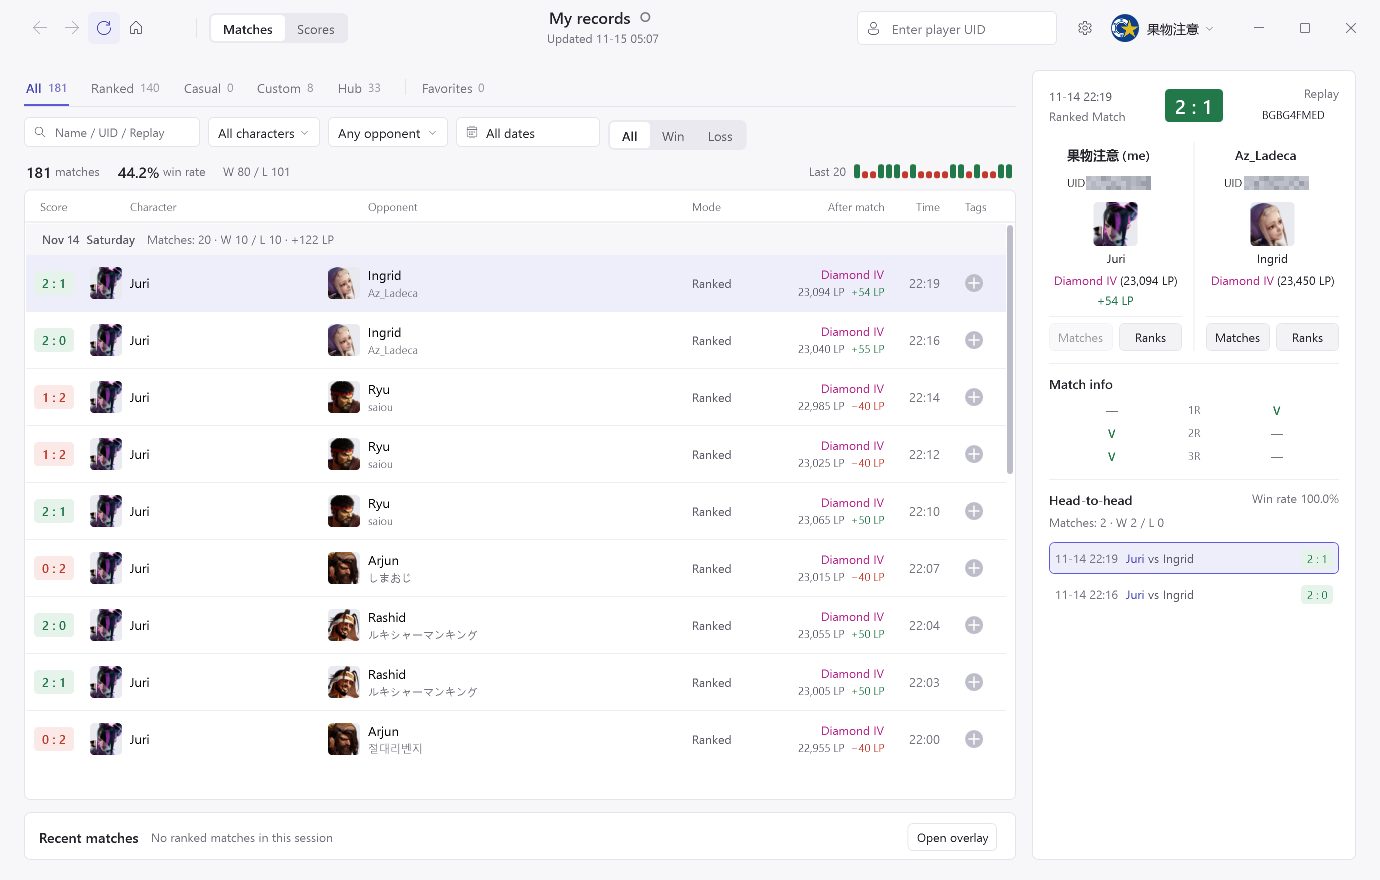 Matches Scores
My records
Updated 11-15 05:07
Enter player UID
果物注意
All 181 Ranked 140 Casual 0 Custom 8 Hub 33 Favorites 0
Name / UID / Replay All characters Any opponent All dates All Win Loss
181 matches 44.2% win rate W 80 / L 101 Last 20
Score Character Opponent Mode After match Time Tags
Nov 14 Saturday Matches: 20 · W 10 / L 10 · +122 LP
2 : 1 Juri Ingrid Ranked Diamond IV 22:19
Az_Ladeca 23,094 LP +54 LP
2 : 0 Juri Ingrid Ranked Diamond IV 22:16
Az_Ladeca 23,040 LP +55 LP
1 : 2 Juri Ryu Ranked Diamond IV 22:14
saiou 22,985 LP −40 LP
1 : 2 Juri Ryu Ranked Diamond IV 22:12
saiou 23,025 LP −40 LP
2 : 1 Juri Ryu Ranked Diamond IV 22:10
saiou 23,065 LP +50 LP
0 : 2 Juri Arjun Ranked Diamond IV 22:07
しまおじ 23,015 LP −40 LP
2 : 0 Juri Rashid Ranked Diamond IV 22:04
ルキシャーマンキング 23,055 LP +50 LP
2 : 1 Juri Rashid Ranked Diamond IV 22:03
ルキシャーマンキング 23,005 LP +50 LP
0 : 2 Juri Arjun Ranked Diamond IV 22:00
절대리벤지 22,955 LP −40 LP
Recent matches No ranked matches in this session Open overlay
11-14 22:19 2 : 1 Replay
Ranked Match BGBG4FMED
果物注意 (me) Az_Ladeca
UID UID
Juri Ingrid
Diamond IV (23,094 LP) Diamond IV (23,450 LP)
+54 LP
Matches Ranks Matches Ranks
Match info
— 1R V
V 2R —
V 3R —
Head-to-head Win rate 100.0%
Matches: 2 · W 2 / L 0
11-14 22:19 Juri vs Ingrid 2 : 1
11-14 22:16 Juri vs Ingrid 2 : 0